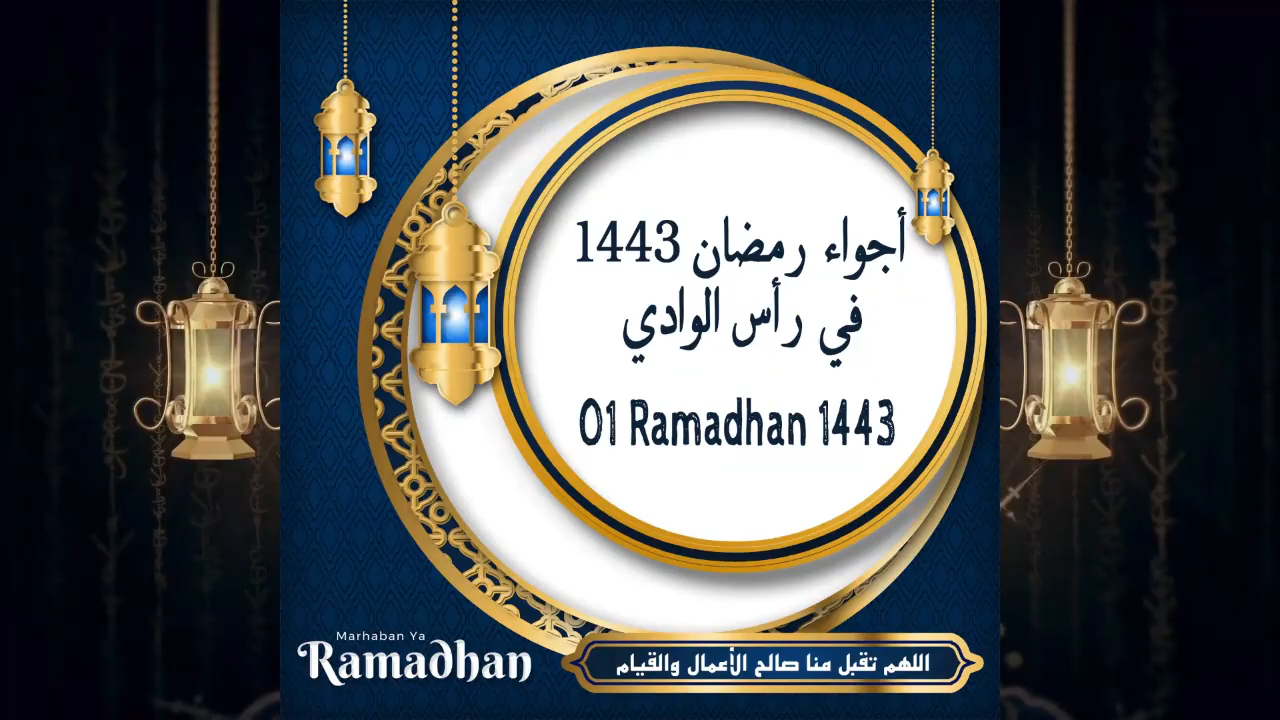 أجواء رمضان 1443
في رأس الوادي
01 Ramadhan 1443
Marhaban Ya
Ramadhan
اللهم تقبل منا صالح الأعمال والقيام